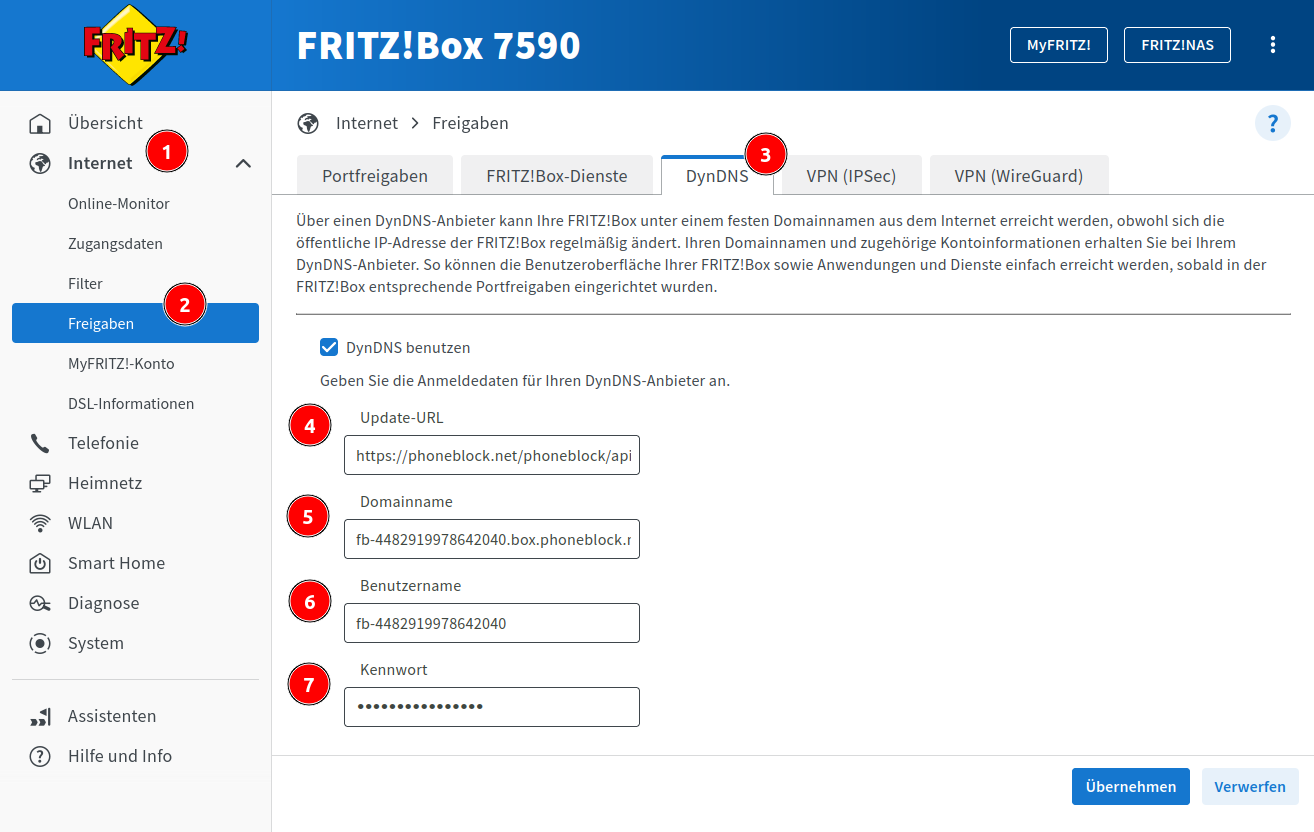 FRITZ!
FRITZ!Box 7590
MyFRITZ!
FRITZ!NAS
Übersicht
Internet
1
Online-Monitor
Zugangsdaten
Filter
Freigaben
2
MyFRITZ!-Konto
DSL-Informationen
Telefonie
Heimnetz
WLAN
Smart Home
Diagnose
System
Assistenten
? Hilfe und Info
Internet > Freigaben
?
Portfreigaben
FRITZ!Box-Dienste
DynDNS
3
VPN (IPSec)
VPN (WireGuard)
Über einen DynDNS-Anbieter kann Ihre FRITZ!Box unter einem festen Domainnamen aus dem Internet erreicht werden, obwohl sich die
öffentliche IP-Adresse der FRITZ!Box regelmäßig ändert. Ihren Domainnamen und zugehörige Kontoinformationen erhalten Sie bei Ihrem
DynDNS-Anbieter. So können die Benutzeroberfläche Ihrer FRITZ!Box sowie Anwendungen und Dienste einfach erreicht werden, sobald in der
FRITZ!Box entsprechende Portfreigaben eingerichtet wurden.
DynDNS benutzen
Geben Sie die Anmeldedaten für Ihren DynDNS-Anbieter an.
4
Update-URL
https://phoneblock.net/phoneblock/api
5
Domainname
fb-4482919978642040.box.phoneblock.
6
Benutzername
fb-4482919978642040
7
Kennwort
••••••••••••••••
Übernehmen
Verwerfen